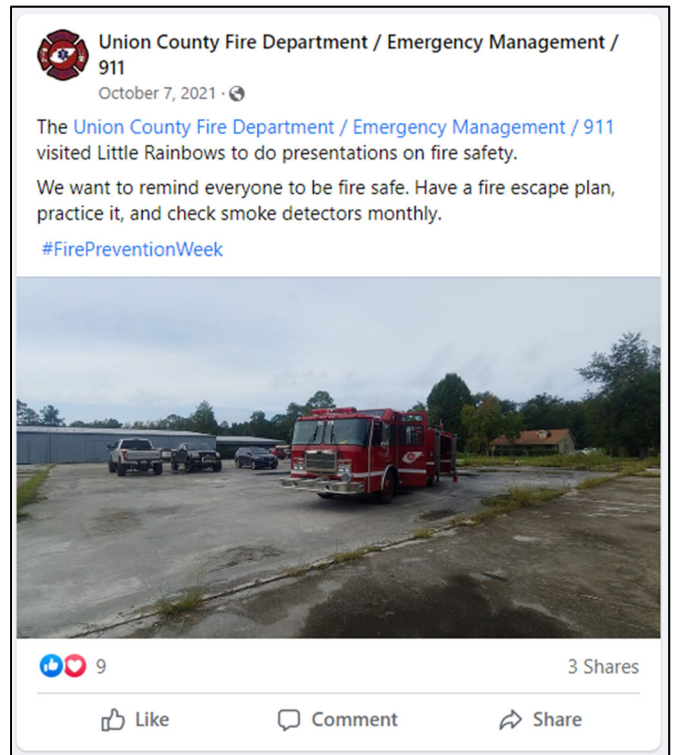 Union County Fire Department / Emergency Management /
911
October 7, 2021 ·
The Union County Fire Department / Emergency Management / 911
visited Little Rainbows to do presentations on fire safety.
We want to remind everyone to be fire safe. Have a fire escape plan,
practice it, and check smoke detectors monthly.
#FirePreventionWeek
9
3 Shares
Like
Comment
Share